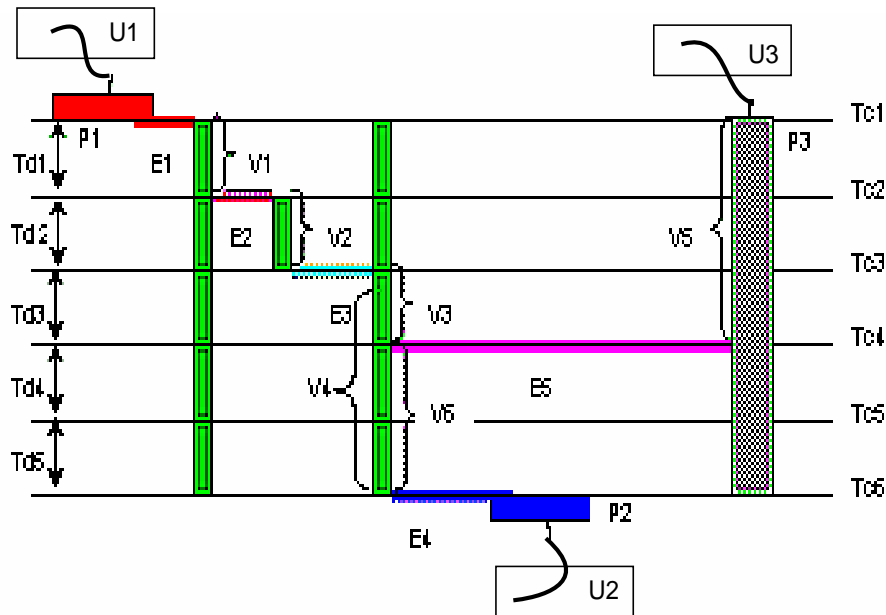 U1
U3
Tc1
P1
P3
Td1
E1
V1
Tc2
Td2
E2
V2
V5
Tc3
Td3
E3
V3
Tc4
Td4
V4
V6
E5
Tc5
Td5
Tc6
P2
E4
U2